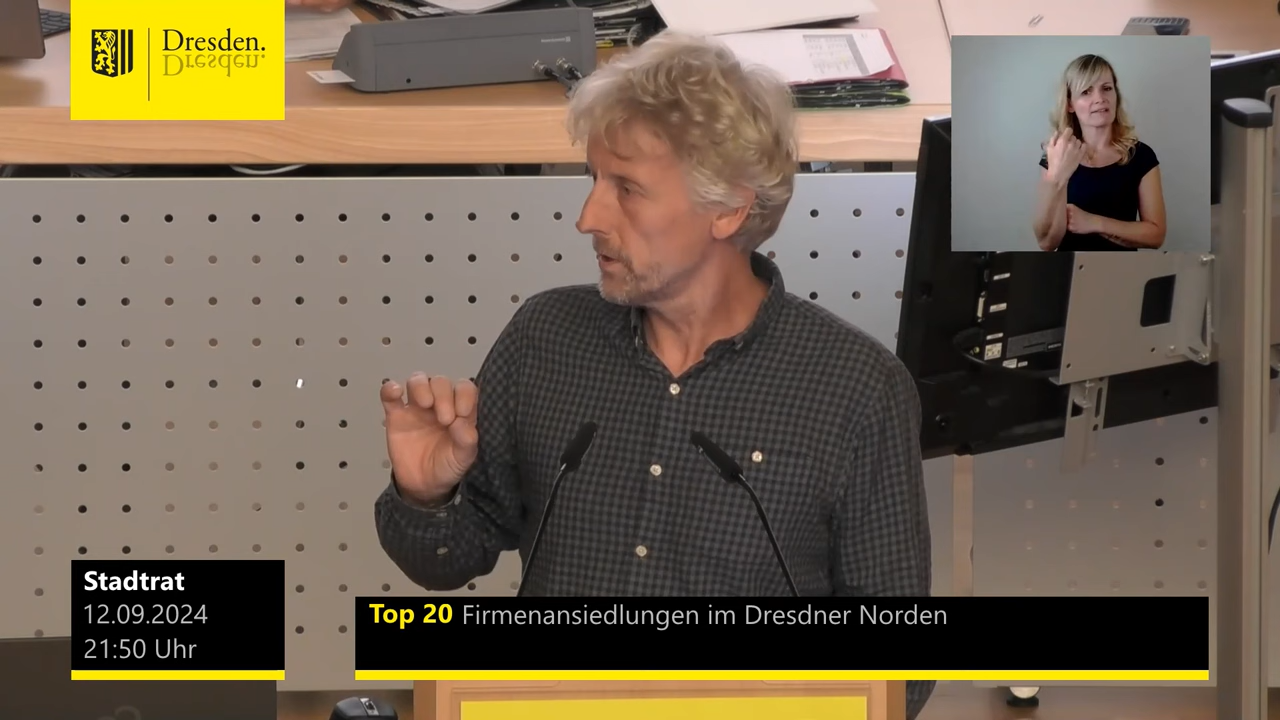 Dresden.
Dresden.
Stadtrat
12.09.2024
21:50 Uhr
Top 20 Firmenansiedlungen im Dresdner Norden